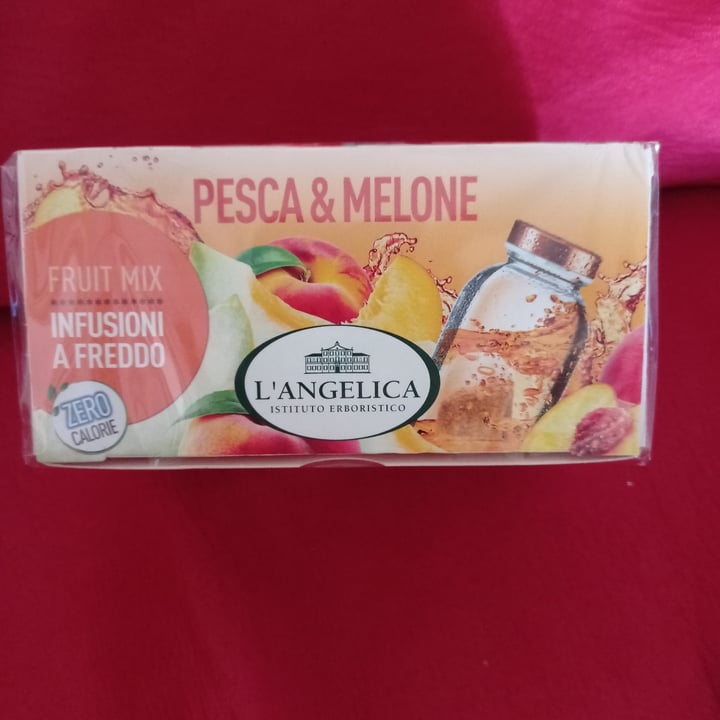 PESCA & MELONE
FRUIT MIX
INFUSIONI
A FREDDO
ZERO
CALORIE
L'ANGELICA
ISTITUTO ERBORISTICO